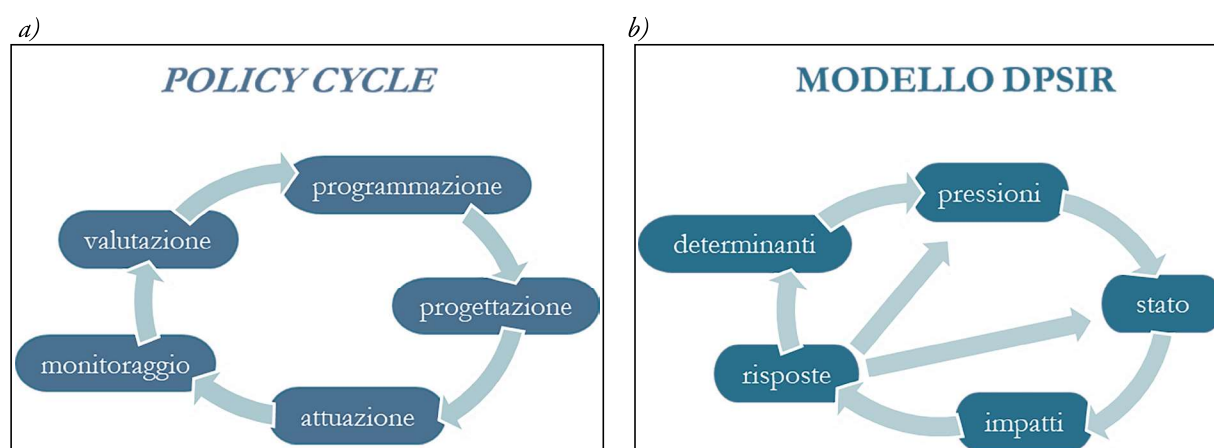 a)
POLICY CYCLE
programmazione
progettazione
attuazione
monitoraggio
valutazione
b)
MODELLO DPSIR
pressioni
stato
impatti
risposte
determinanti